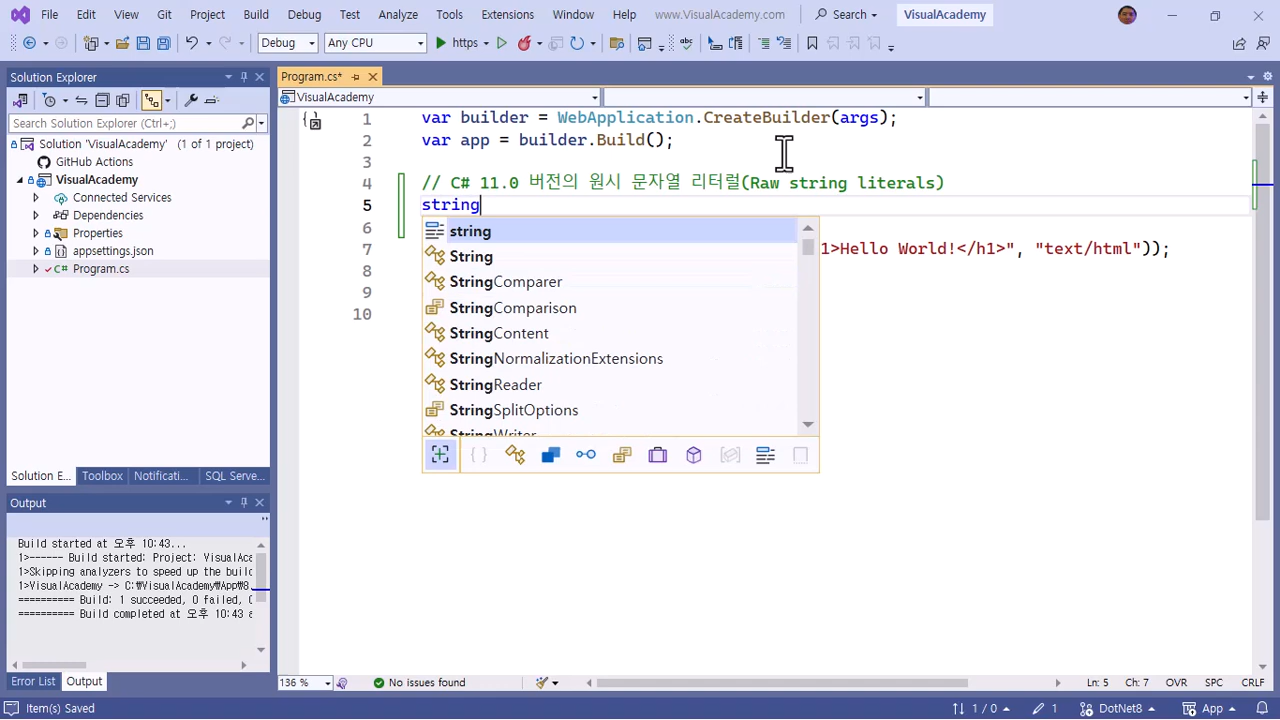 File Edit View Git Project Build Debug Test Analyze Tools Extensions Window Help www.VisualAcademy.com Search VisualAcademy
Debug Any CPU https
Solution Explorer
Search Solution Explorer (Ctrl+;)
Solution 'VisualAcademy' (1 of 1 project)
GitHub Actions
VisualAcademy
Connected Services
Dependencies
Properties
appsettings.json
Program.cs
Solution E... Toolbox Notificati... SQL Serve...
Output
Build started at 오후 10:43...
1>------ Build started: Project: VisualAca
1>Skipping analyzers to speed up the build
1>VisualAcademy -> C:\VisualAcademy\App\8.
========== Build: 1 succeeded, 0 failed, 0
========== Build completed at 오후 10:43 a
Error List Output
Program.cs*
VisualAcademy
1 var builder = WebApplication.CreateBuilder(args);
2 var app = builder.Build();
3
4 // C# 11.0 버전의 원시 문자열 리터럴(Raw string literals)
5 string
6
7 1>Hello World!</h1>", "text/html"));
8
9
10
string
String
StringComparer
StringComparison
StringContent
StringNormalizationExtensions
StringReader
StringSplitOptions
StringWriter
136 % No issues found Ln: 5 Ch: 7 OVR SPC CRLF
Item(s) Saved 1 / 0 1 DotNet8 App